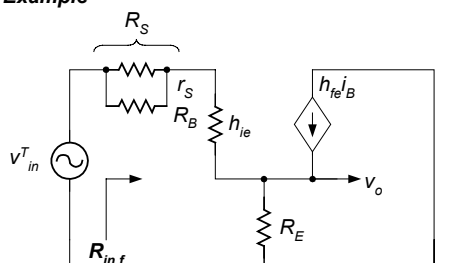 Example
R_S
r_S
R_B
h_ie
h_fe i_B
v^T_in
v_o
R_E
R_in,f